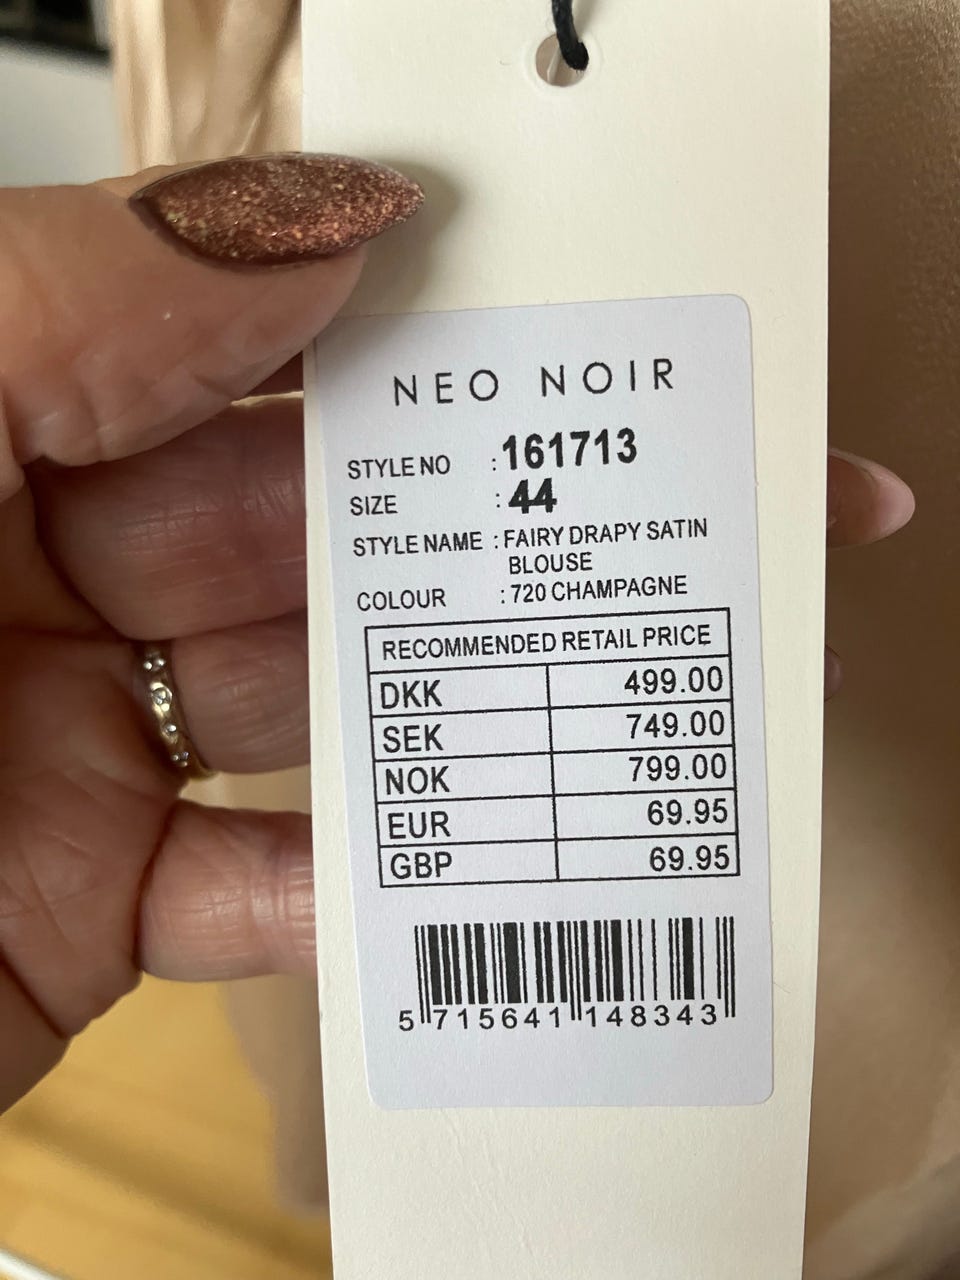 NEO NOIR
STYLE NO : 161713
SIZE : 44
STYLE NAME : FAIRY DRAPY SATIN
BLOUSE
COLOUR : 720 CHAMPAGNE
RECOMMENDED RETAIL PRICE
DKK 499.00
SEK 749.00
NOK 799.00
EUR 69.95
GBP 69.95
5 715641 148343